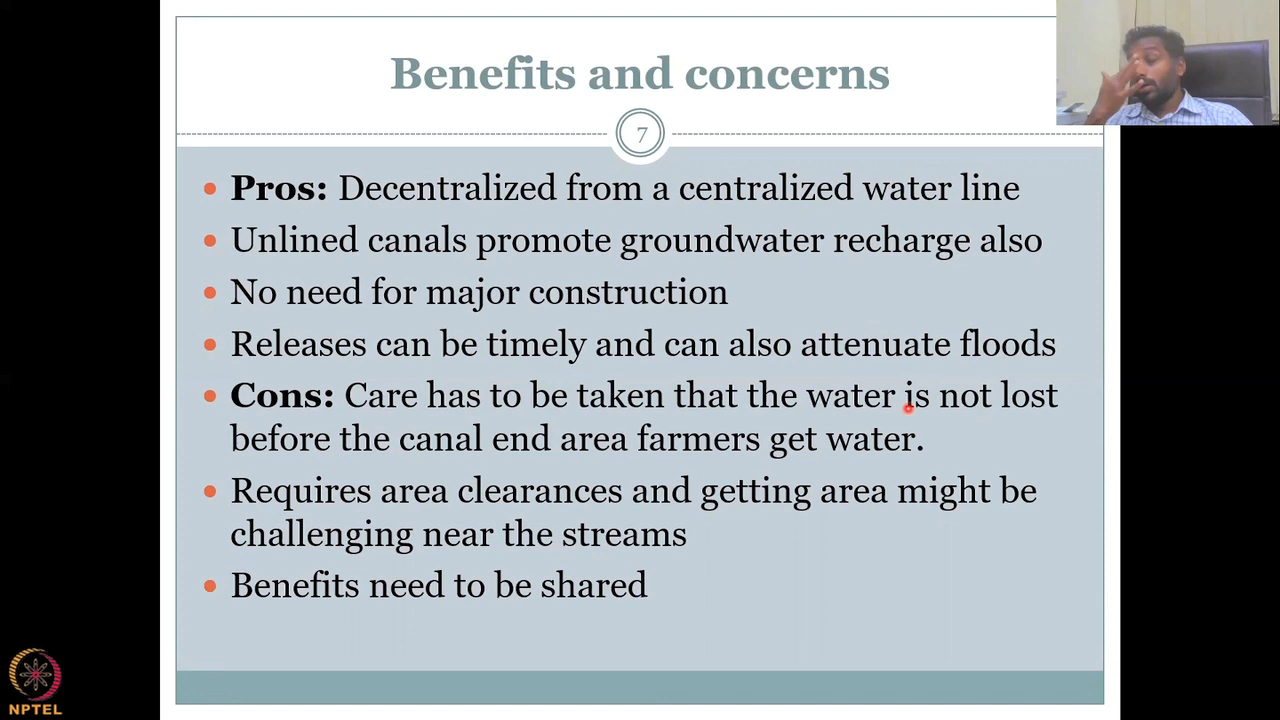 Benefits and concerns
7
Pros: Decentralized from a centralized water line
Unlined canals promote groundwater recharge also
No need for major construction
Releases can be timely and can also attenuate floods
Cons: Care has to be taken that the water is not lost
before the canal end area farmers get water.
Requires area clearances and getting area might be
challenging near the streams
Benefits need to be shared
NPTEL